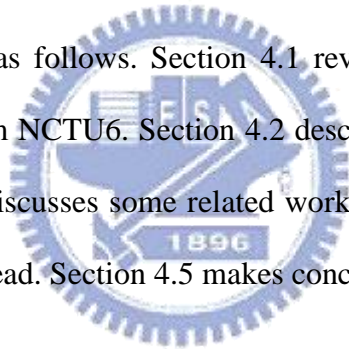 as follows. Section 4.1 rev
n NCTU6. Section 4.2 desc
E S
iscusses some related work
1896
ead. Section 4.5 makes conc